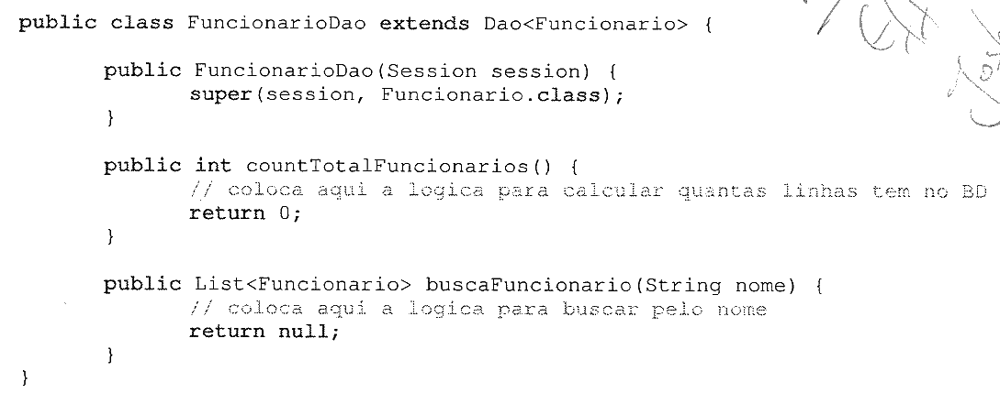 public class FuncionarioDao extends Dao<Funcionario> {
public FuncionarioDao(Session session) {
super(session, Funcionario.class);
}
public int countTotalFuncionarios() {
// coloca aqui a logica para calcular quantas linhas tem no BD
return 0;
}
public List<Funcionario> buscaFuncionario(String nome) {
// coloca aqui a logica para buscar pelo nome
return null;
}
}